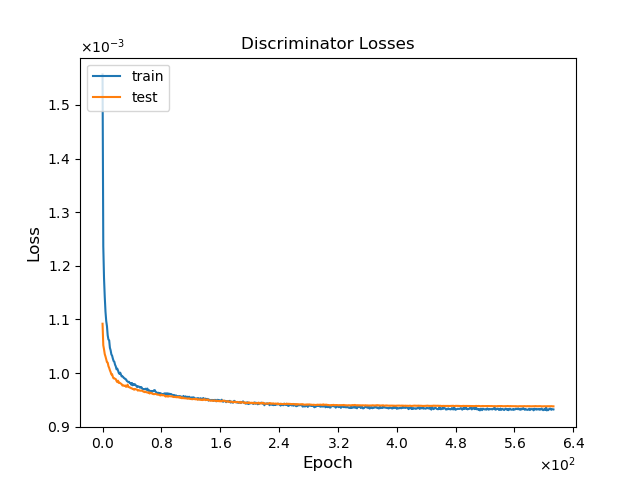 Discriminator Losses
×10⁻³
train
test
1.5
1.4
1.3
1.2
1.1
1.0
0.9
Loss
0.0 0.8 1.6 2.4 3.2 4.0 4.8 5.6 6.4
Epoch
×10²